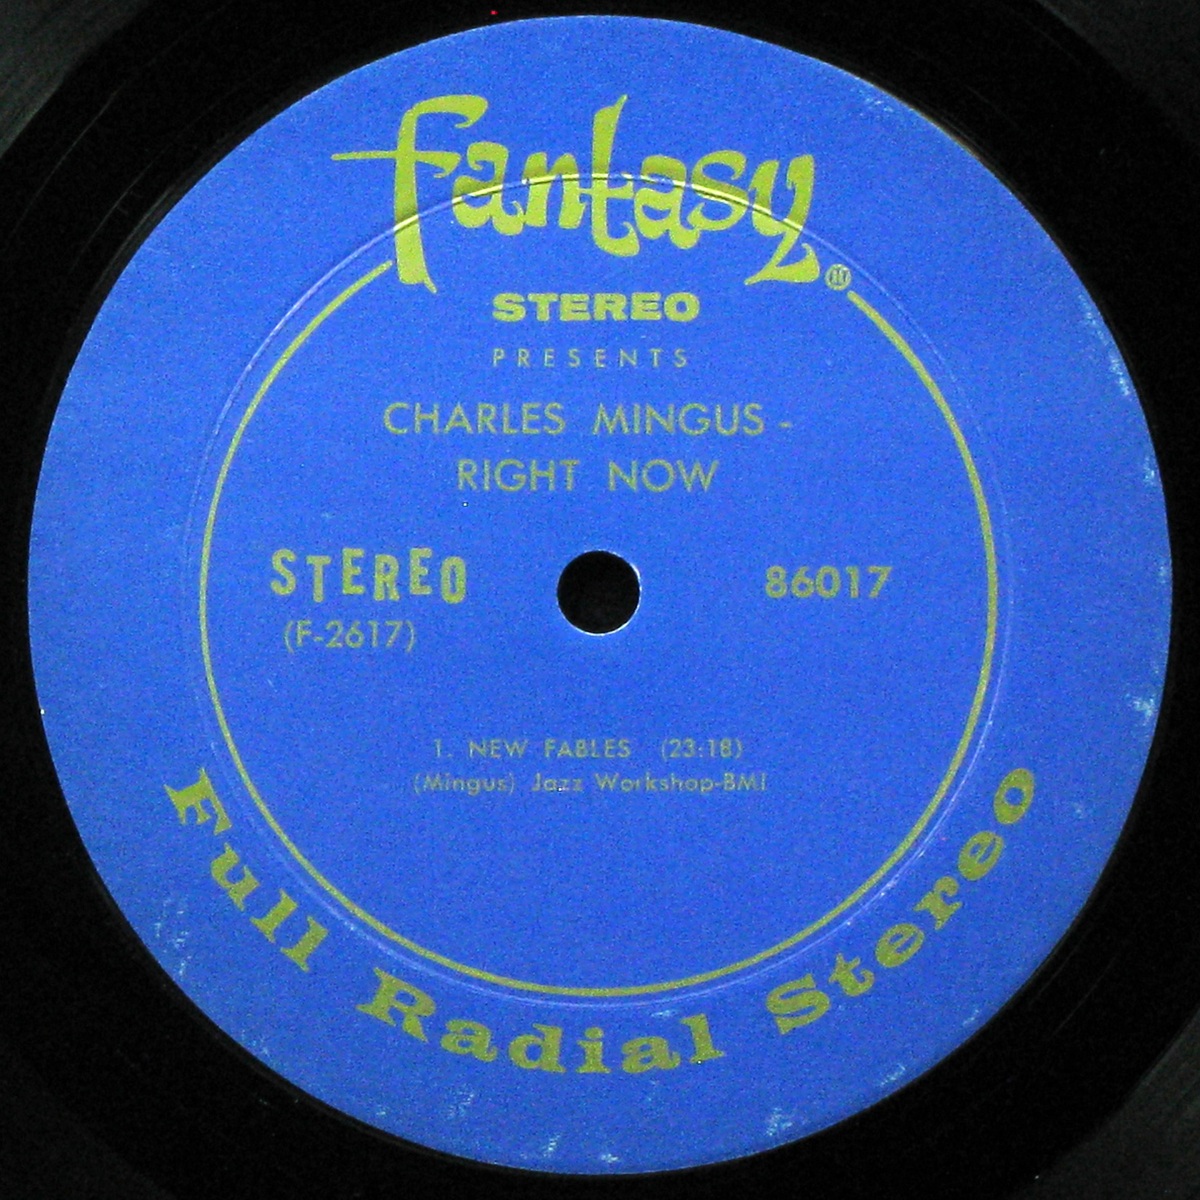 fantasy®
STEREO
PRESENTS
CHARLES MINGUS -
RIGHT NOW
STEREO
86017
(F-2617)
1. NEW FABLES (23:18)
(Mingus) Jazz Workshop-BMI
Full Radial Stereo